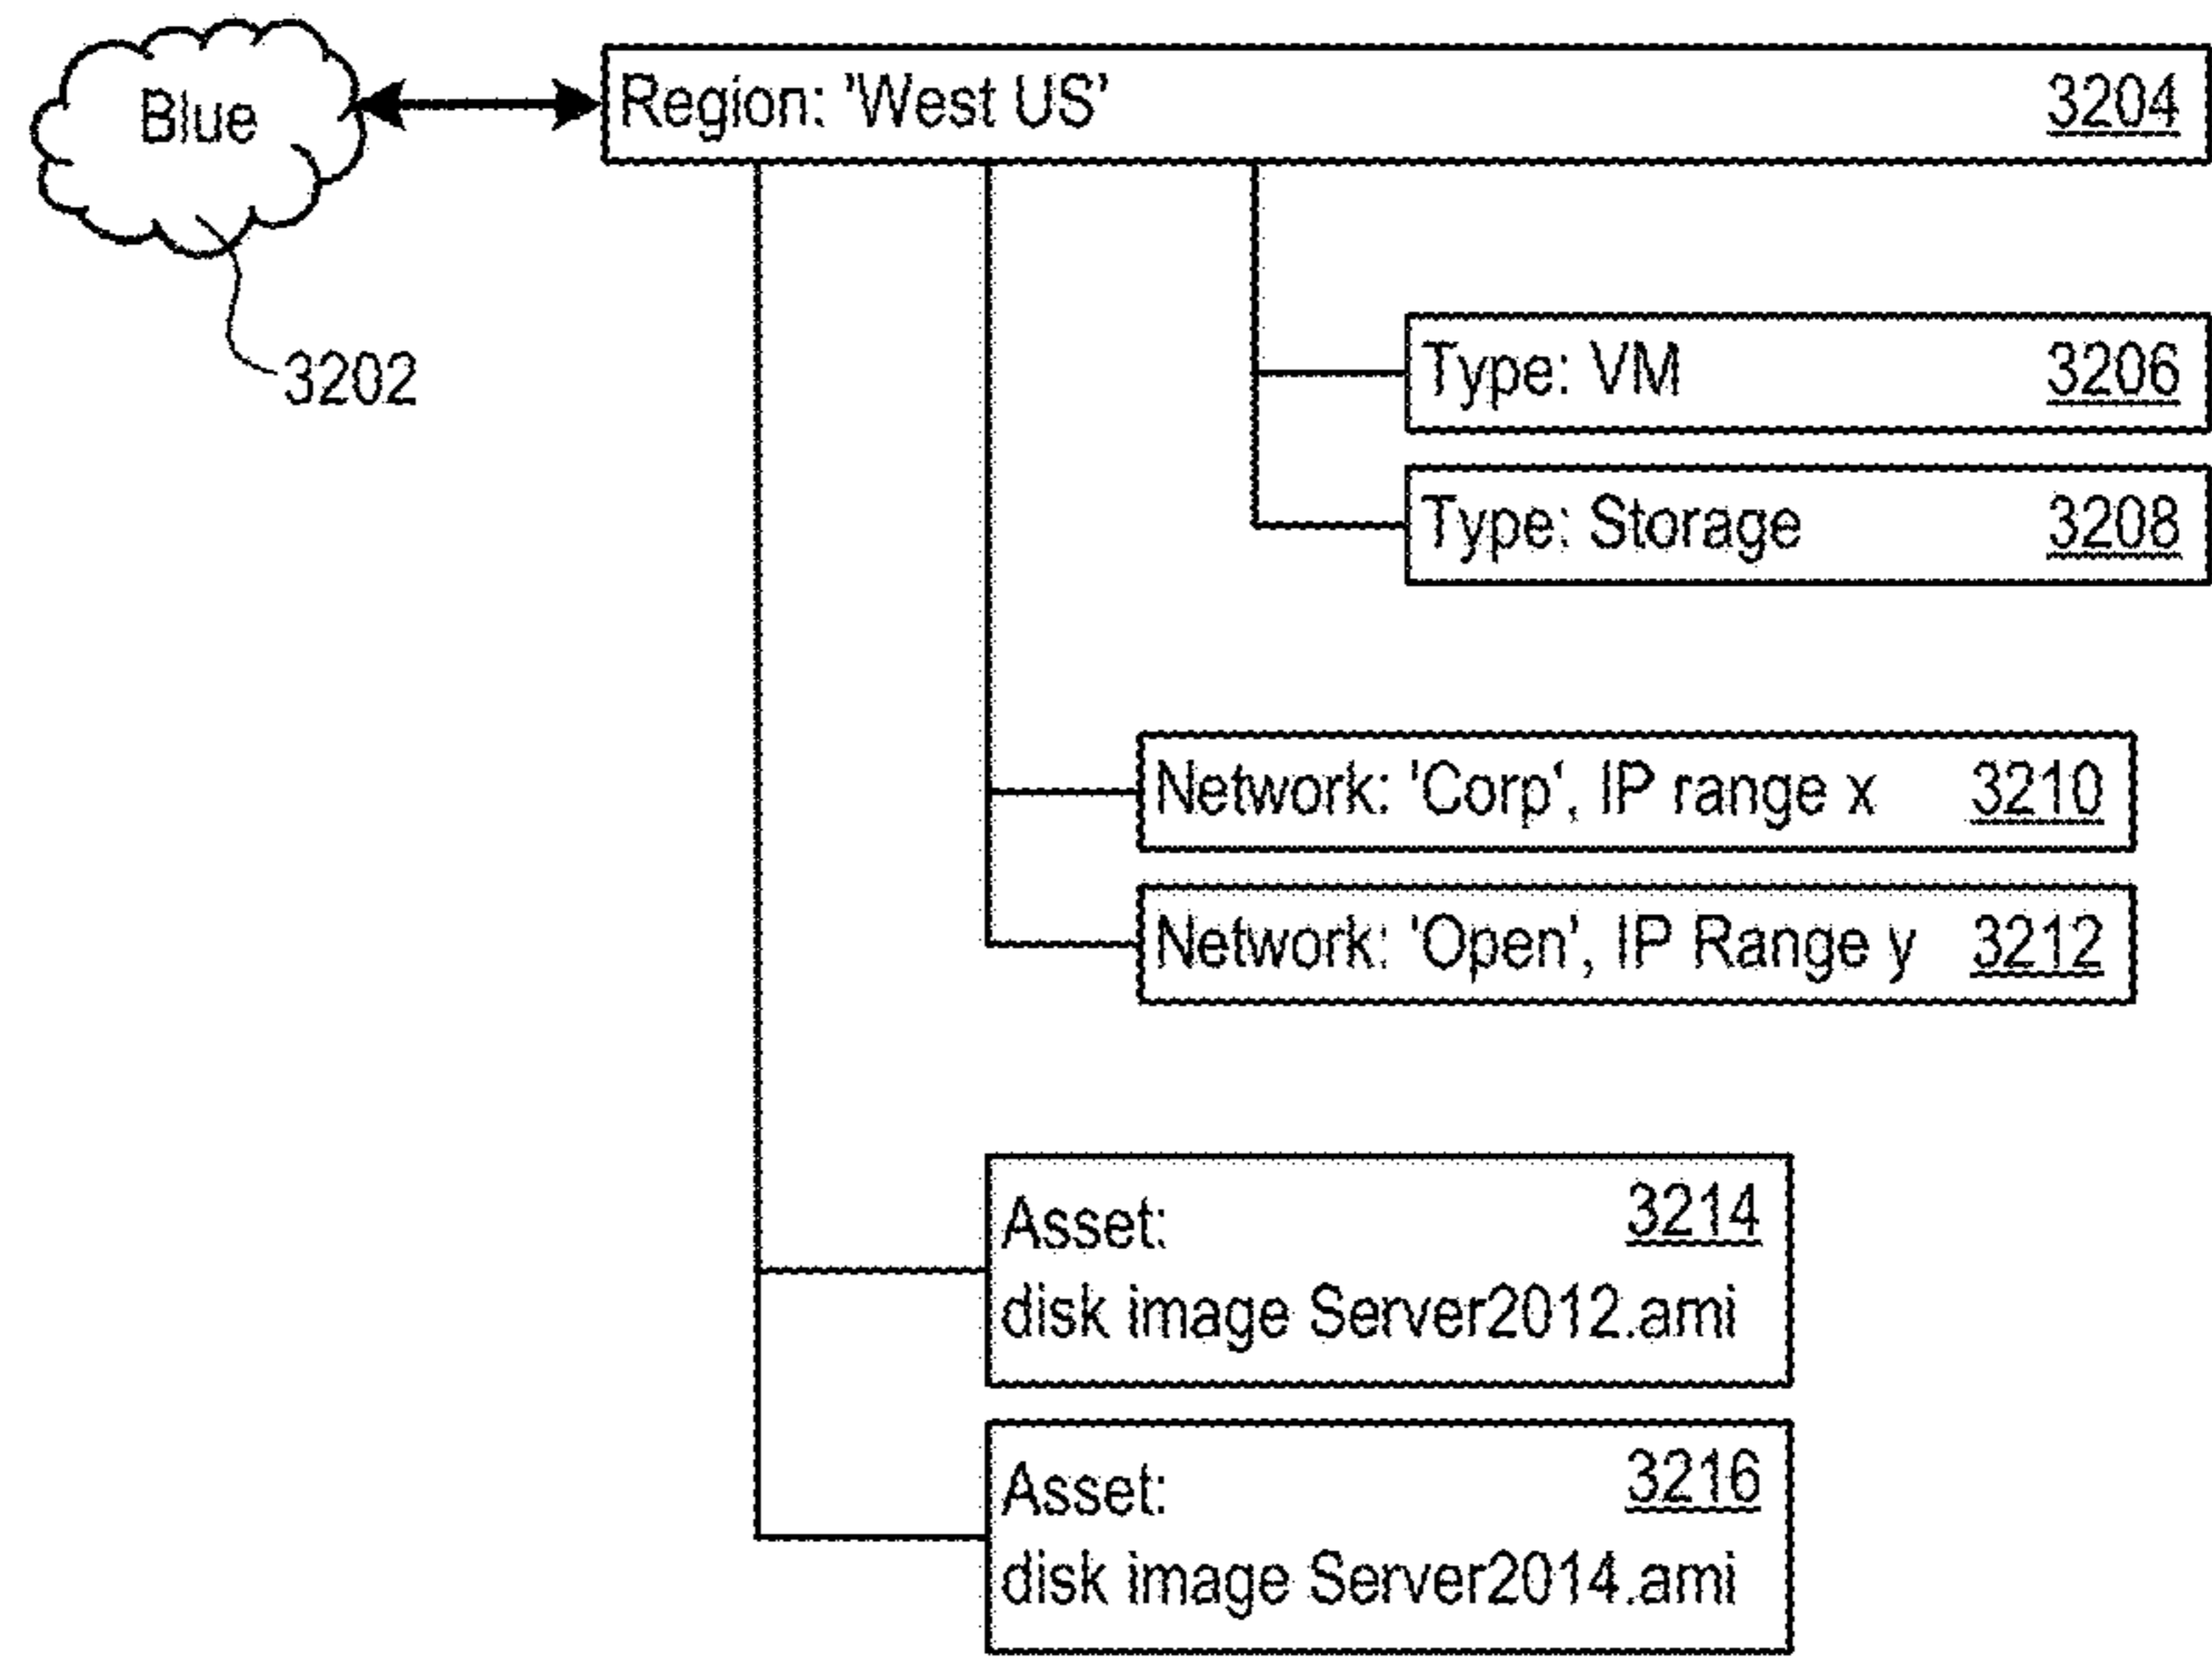 Blue
Region: 'West US' 3204
3202
Type: VM 3206
Type: Storage 3208
Network: 'Corp', IP range x 3210
Network: 'Open', IP Range y 3212
Asset: 3214
disk image Server2012.ami
Asset: 3216
disk image Server2014.ami